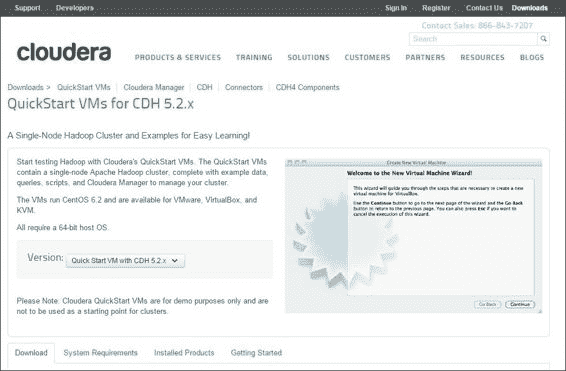 Support Developers Sign In Register Contact Us Downloads
Contact Sales: 866-843-7207
Search
cloudera
PRODUCTS & SERVICES TRAINING SOLUTIONS CUSTOMERS PARTNERS RESOURCES BLOGS
Downloads > QuickStart VMs Cloudera Manager CDH Connectors CDH4 Components
QuickStart VMs for CDH 5.2.x
A Single-Node Hadoop Cluster and Examples for Easy Learning!
Start testing Hadoop with Cloudera's QuickStart VMs. The QuickStart VMs
contain a single-node Apache Hadoop cluster, complete with example data,
queries, scripts, and Cloudera Manager to manage your cluster.
The VMs run CentOS 6.2 and are available for VMware, VirtualBox, and
KVM.
All require a 64-bit host OS.
Version: Quick Start VM with CDH 5.2.x
Please Note: Cloudera QuickStart VMs are for demo purposes only and are
not to be used as a starting point for clusters.
Create New Virtual Machine
Welcome to the New Virtual Machine Wizard!
This wizard will guide you through the steps that are necessary to create a new
virtual machine for VirtualBox.
Use the Continue button to go to the next page of the wizard and the Go Back
button to return to the previous page. You can also press Esc if you want to
cancel the execution of this wizard.
Go Back Continue
Download System Requirements Installed Products Getting Started